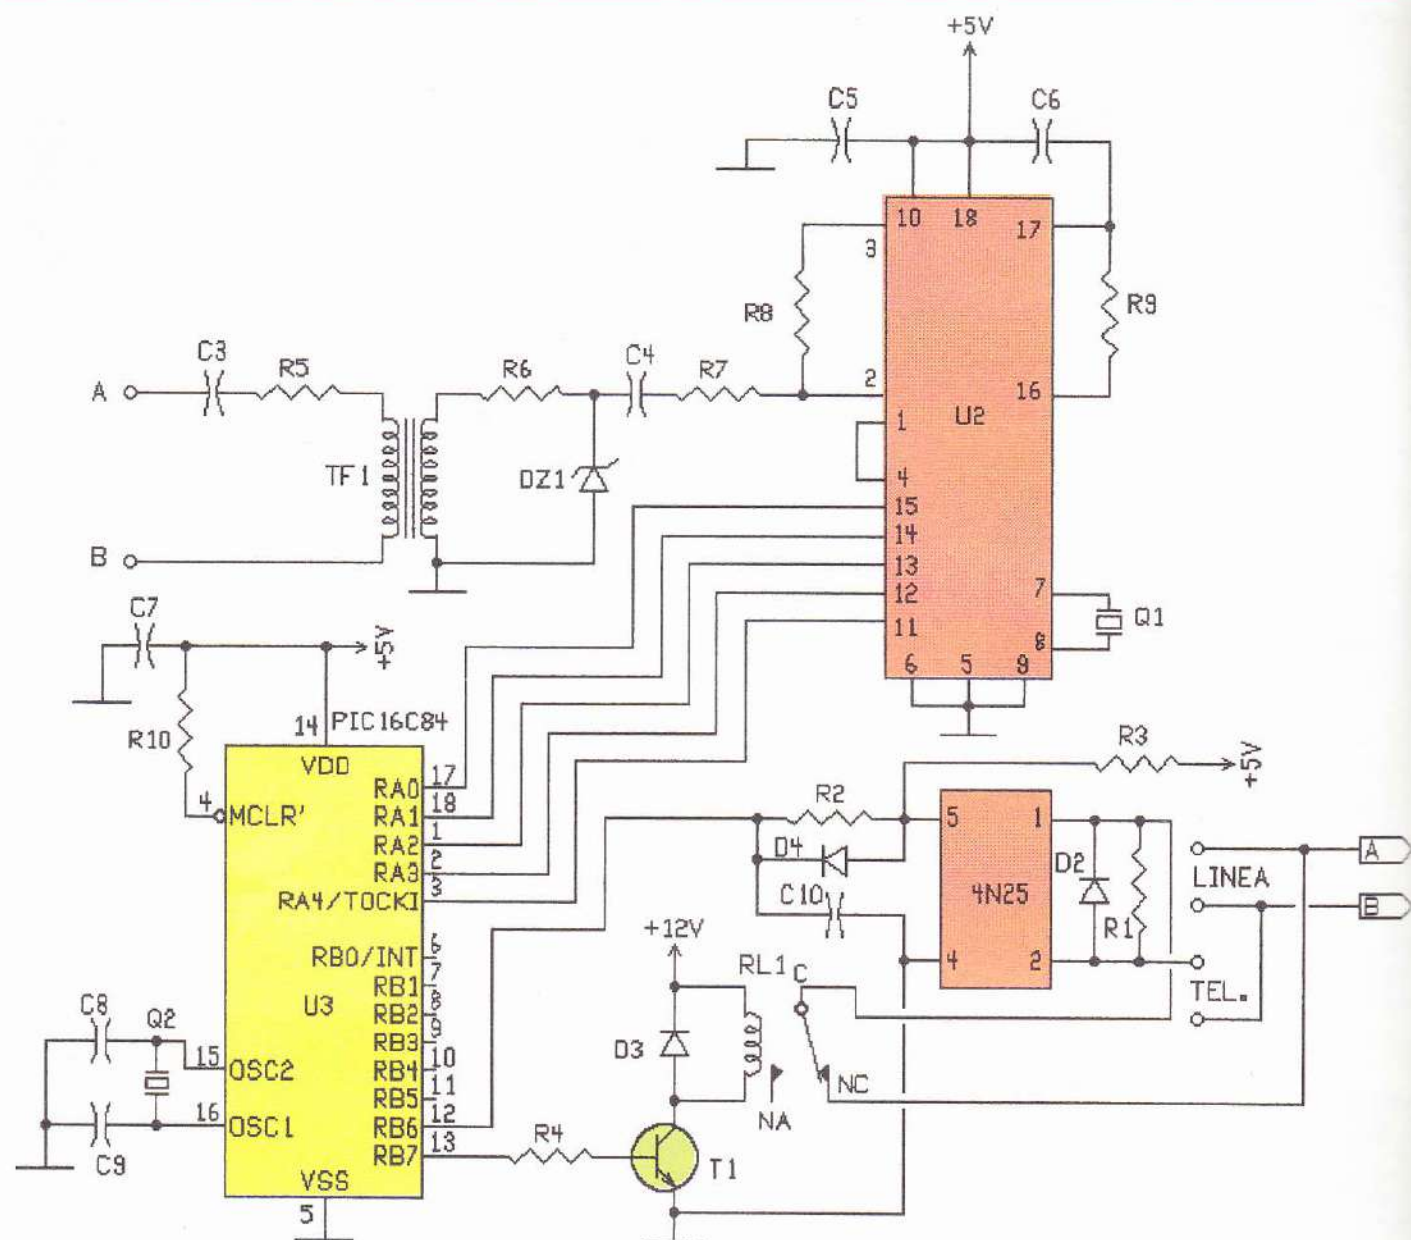 +5V
C5
C6
10
18
17
3
R8
R9
C3
R5
R6
C4
R7
2
16
A
1
U2
TF1
DZ1
4
15
14
B
13
12
7
Q1
C7
11
8
+5V
6
5
9
14
PIC16C84
R10
VDD
R3
+5V
17
RA0
4
MCLR'
18
RA1
R2
5
1
1
RA2
D4
A
2
RA3
D2
LINEA
3
RA4/TOCKI
C10
4N25
R1
B
+12V
6
RB0/INT
RL1
C
4
2
7
RB1
TEL.
U3
8
RB2
C8
Q2
9
RB3
D3
15
OSC2
10
RB4
NC
11
RB5
NA
16
OSC1
12
RB6
C9
13
RB7
R4
T1
VSS
5